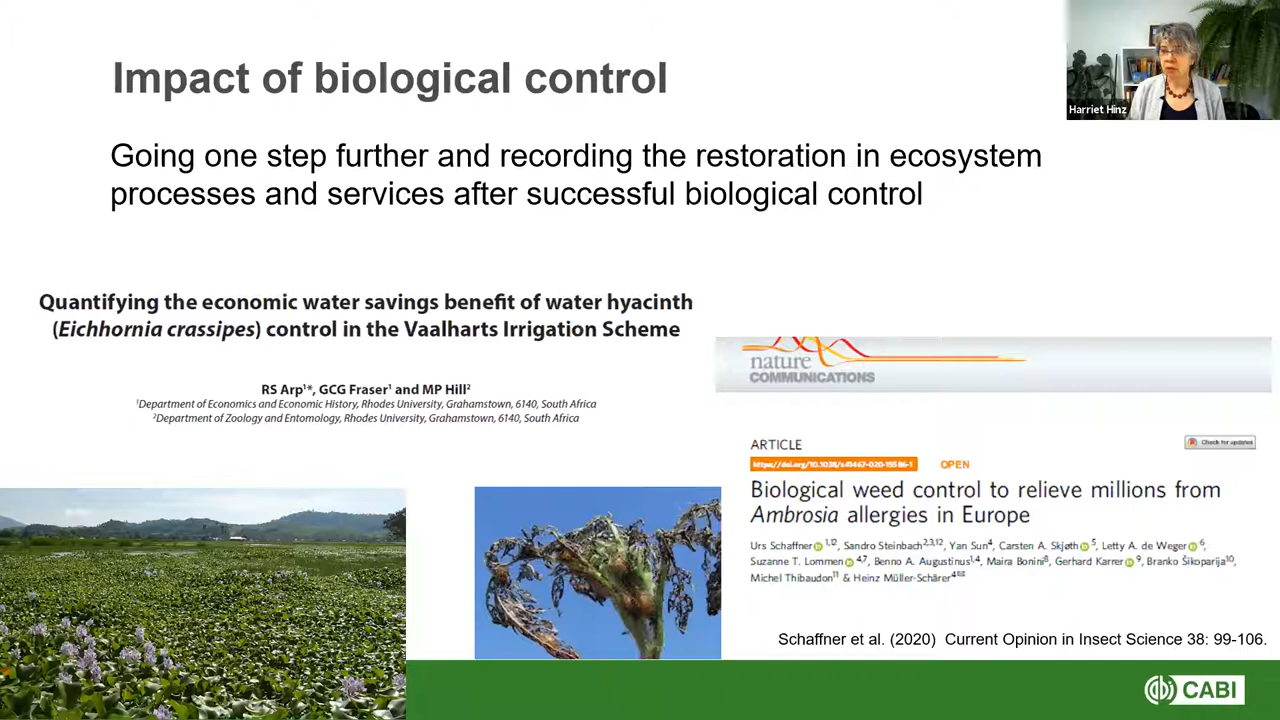 Impact of biological control
Harriet Hinz
Going one step further and recording the restoration in ecosystem
processes and services after successful biological control
Quantifying the economic water savings benefit of water hyacinth
(Eichhornia crassipes) control in the Vaalharts Irrigation Scheme
RS Arp¹*, GCG Fraser¹ and MP Hill²
¹Department of Economics and Economic History, Rhodes University, Grahamstown, 6140, South Africa
²Department of Zoology and Entomology, Rhodes University, Grahamstown, 6140, South Africa
nature
COMMUNICATIONS
ARTICLE
Check for updates
https://doi.org/10.1038/s41467-020-15586-1
OPEN
Biological weed control to relieve millions from
Ambrosia allergies in Europe
Urs Schaffner 1,12, Sandro Steinbach2,3,12, Yan Sun4, Carsten A. Skjøth 5, Letty A. de Weger 6,
Suzanne T. Lommen 4,7, Benno A. Augustinus1,4, Maira Bonini8, Gerhard Karrer 9, Branko Šikoparija10,
Michel Thibaudon11 & Heinz Müller-Schärer4
Schaffner et al. (2020) Current Opinion in Insect Science 38: 99-106.
CABI